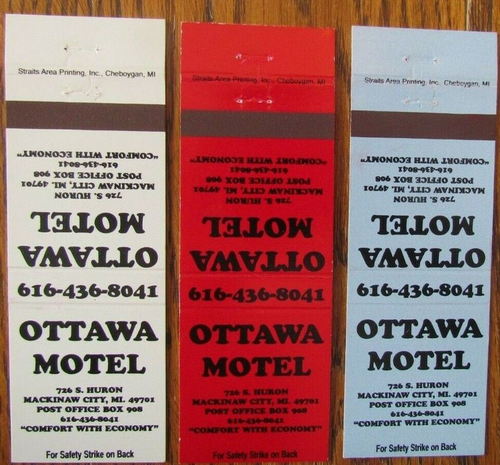 Straits Area Printing, Inc., Cheboygan, MI
"COMFORT WITH ECONOMY"
616-436-8041
POST OFFICE BOX 908
MACKINAW CITY, MI. 49701
726 S. HURON
MOTEL
OTTAWA
616-436-8041
OTTAWA
MOTEL
726 S. HURON
MACKINAW CITY, MI. 49701
POST OFFICE BOX 908
616-436-8041
"COMFORT WITH ECONOMY"
For Safety Strike on Back
Straits Area Printing, Inc., Cheboygan, MI
"COMFORT WITH ECONOMY"
616-436-8041
POST OFFICE BOX 908
MACKINAW CITY, MI. 49701
726 S. HURON
MOTEL
OTTAWA
616-436-8041
OTTAWA
MOTEL
726 S. HURON
MACKINAW CITY, MI. 49701
POST OFFICE BOX 908
616-436-8041
"COMFORT WITH ECONOMY"
For Safety Strike on Back
Straits Area Printing, Inc., Cheboygan, MI
"COMFORT WITH ECONOMY"
616-436-8041
POST OFFICE BOX 908
MACKINAW CITY, MI. 49701
726 S. HURON
MOTEL
OTTAWA
616-436-8041
OTTAWA
MOTEL
726 S. HURON
MACKINAW CITY, MI. 49701
POST OFFICE BOX 908
616-436-8041
"COMFORT WITH ECONOMY"
For Safety Strike on Back